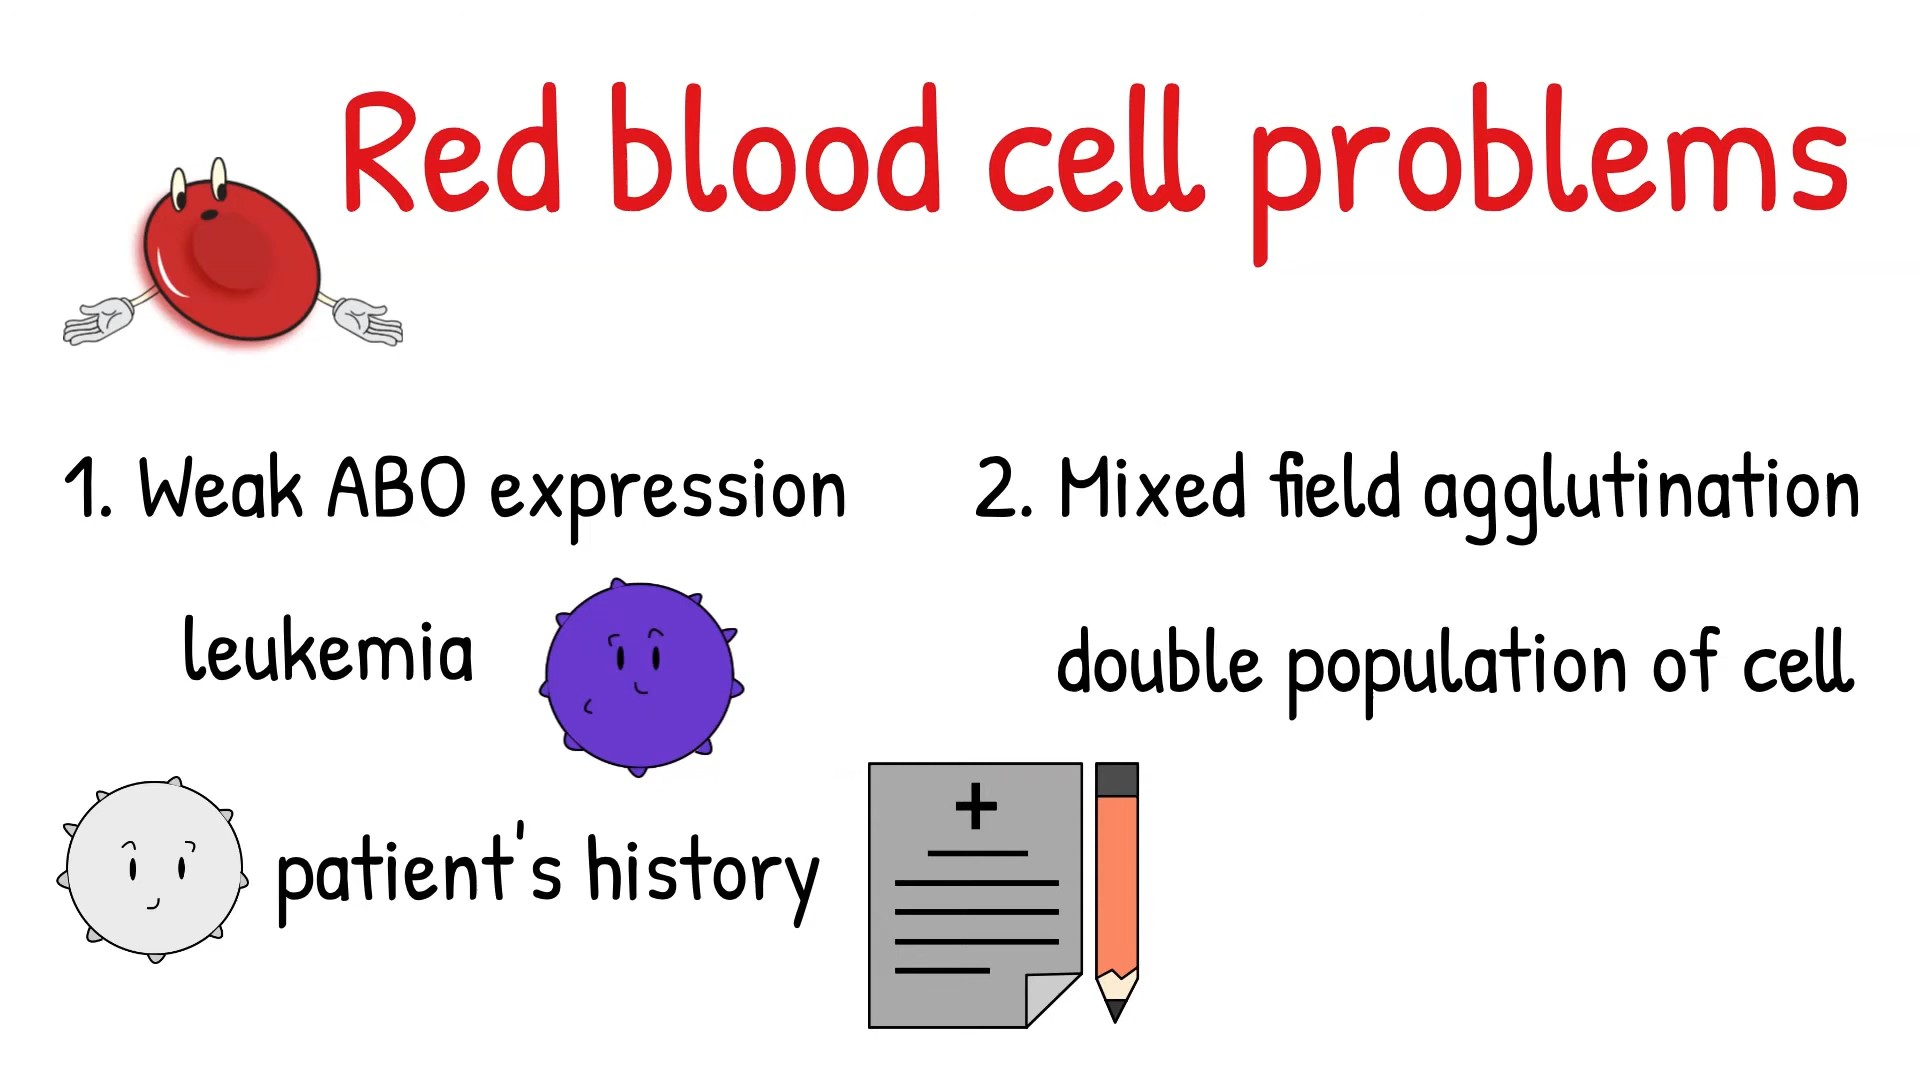 Red blood cell problems
1. Weak ABO expression
leukemia
patient's history
2. Mixed field agglutination
double population of cell